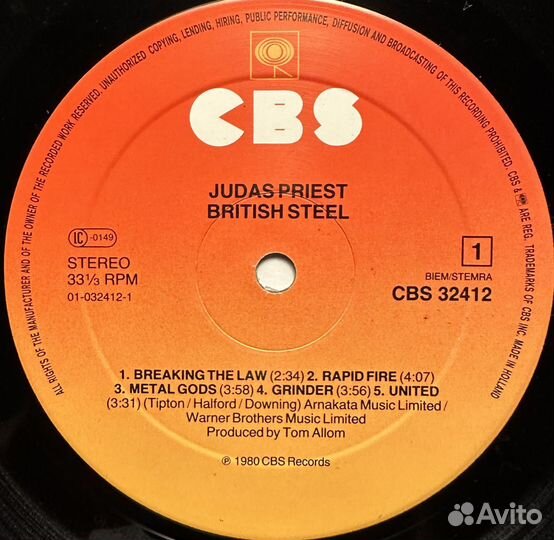 ALL RIGHTS OF THE MANUFACTURER AND OF THE OWNER OF THE RECORDED WORK RESERVED. UNAUTHORIZED COPYING, LENDING, HIRING, PUBLIC PERFORMANCE, DIFFUSION AND BROADCASTING OF THIS RECORDING PROHIBITED. CBS & ARE REG. TRADEMARKS OF CBS INC. MADE IN HOLLAND
CBS
JUDAS PRIEST
BRITISH STEEL
LC -0149
STEREO
33⅓ RPM
01-032412-1
1
BIEM/STEMRA
CBS 32412
1. BREAKING THE LAW (2:34) 2. RAPID FIRE (4:07)
3. METAL GODS (3:58) 4. GRINDER (3:56) 5. UNITED
(3:31) (Tipton / Halford / Downing) Arnakata Music Limited /
Warner Brothers Music Limited
Produced by Tom Allom
℗ 1980 CBS Records
Avito